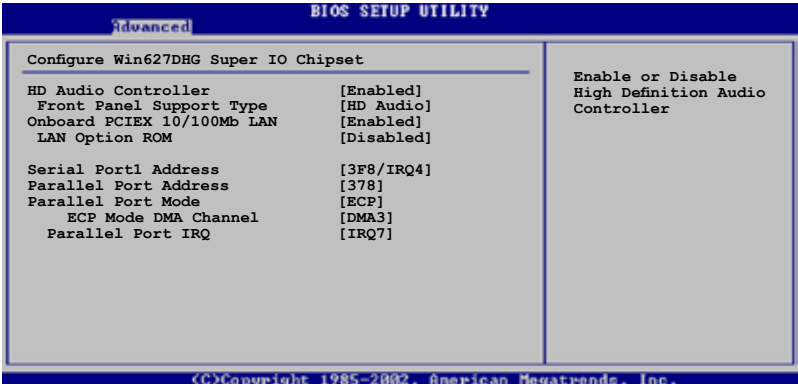 BIOS SETUP UTILITY
Advanced
Configure Win627DHG Super IO Chipset
HD Audio Controller [Enabled]
Front Panel Support Type [HD Audio]
Onboard PCIEX 10/100Mb LAN [Enabled]
LAN Option ROM [Disabled]
Serial Port1 Address [3F8/IRQ4]
Parallel Port Address [378]
Parallel Port Mode [ECP]
ECP Mode DMA Channel [DMA3]
Parallel Port IRQ [IRQ7]
Enable or Disable
High Definition Audio
Controller
(C)Copyright 1985-2002, American Megatrends, Inc.